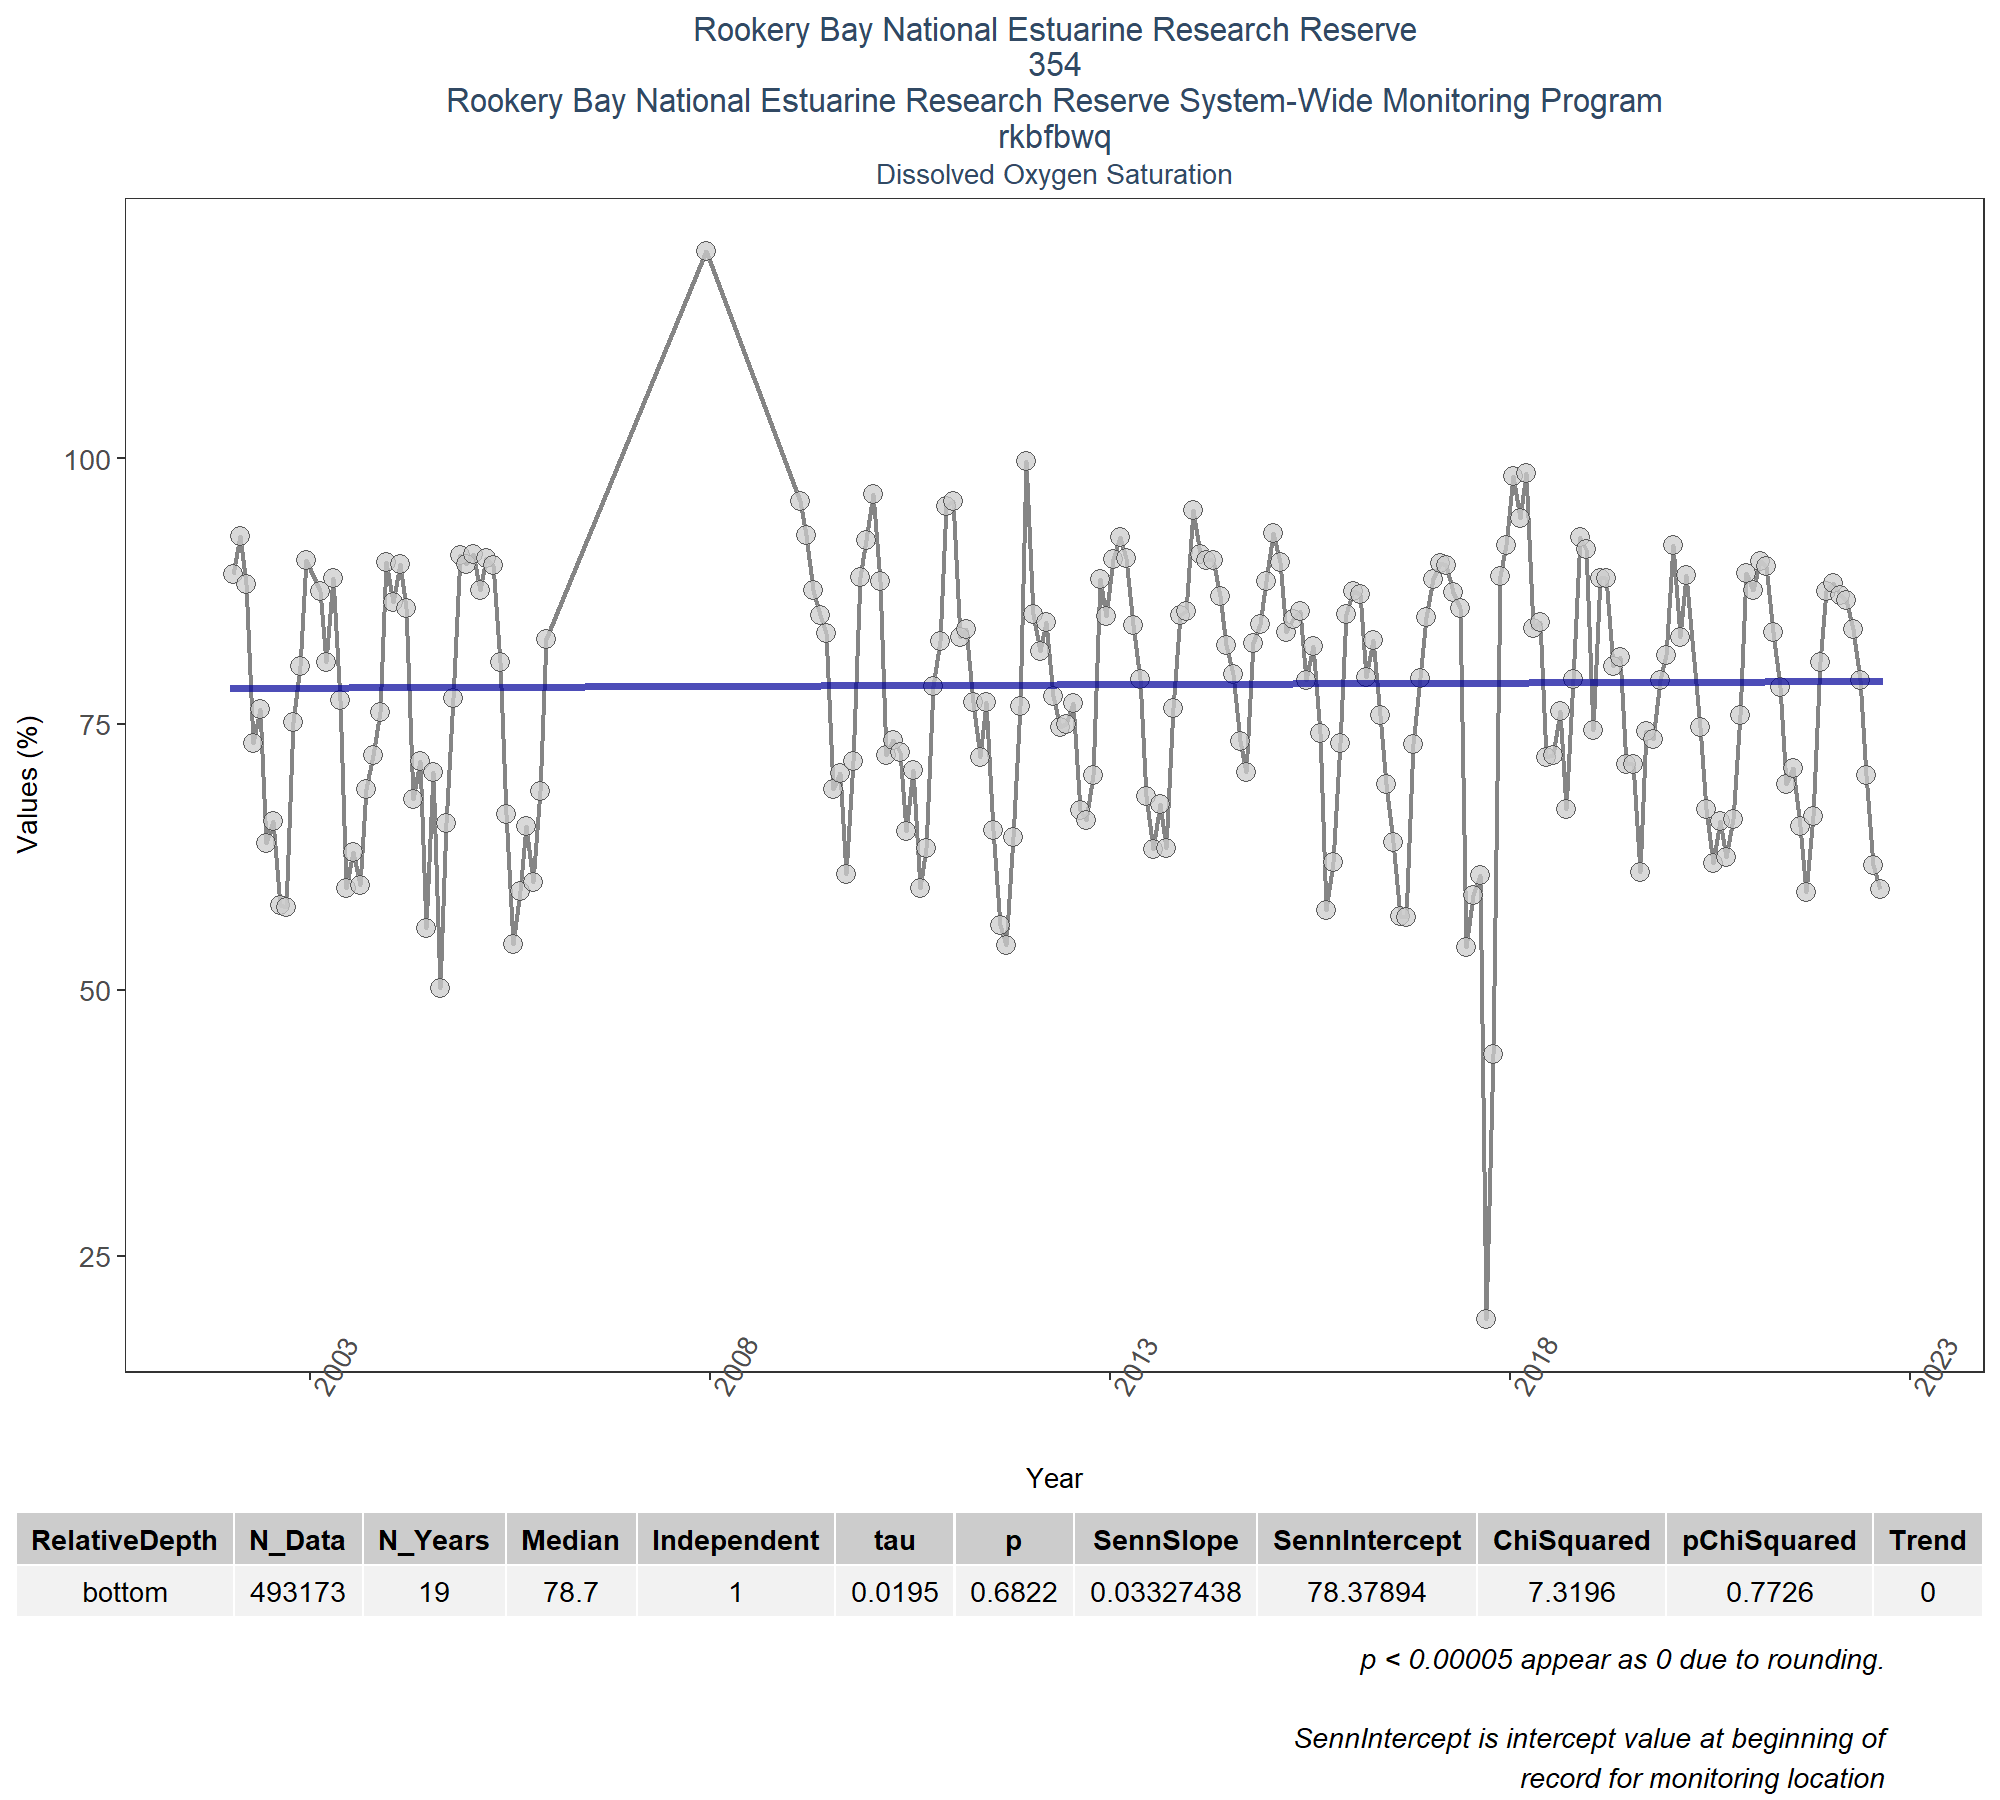 Rookery Bay National Estuarine Research Reserve
354
Rookery Bay National Estuarine Research Reserve System-Wide Monitoring Program
rkbfbwq
Dissolved Oxygen Saturation
Values (%)
100
75
50
25
2003
2008
2013
2018
2023
Year
RelativeDepth N_Data N_Years Median Independent tau p SennSlope SennIntercept ChiSquared pChiSquared Trend
bottom 493173 19 78.7 1 0.0195 0.6822 0.03327438 78.37894 7.3196 0.7726 0
p < 0.00005 appear as 0 due to rounding.
SennIntercept is intercept value at beginning of
record for monitoring location